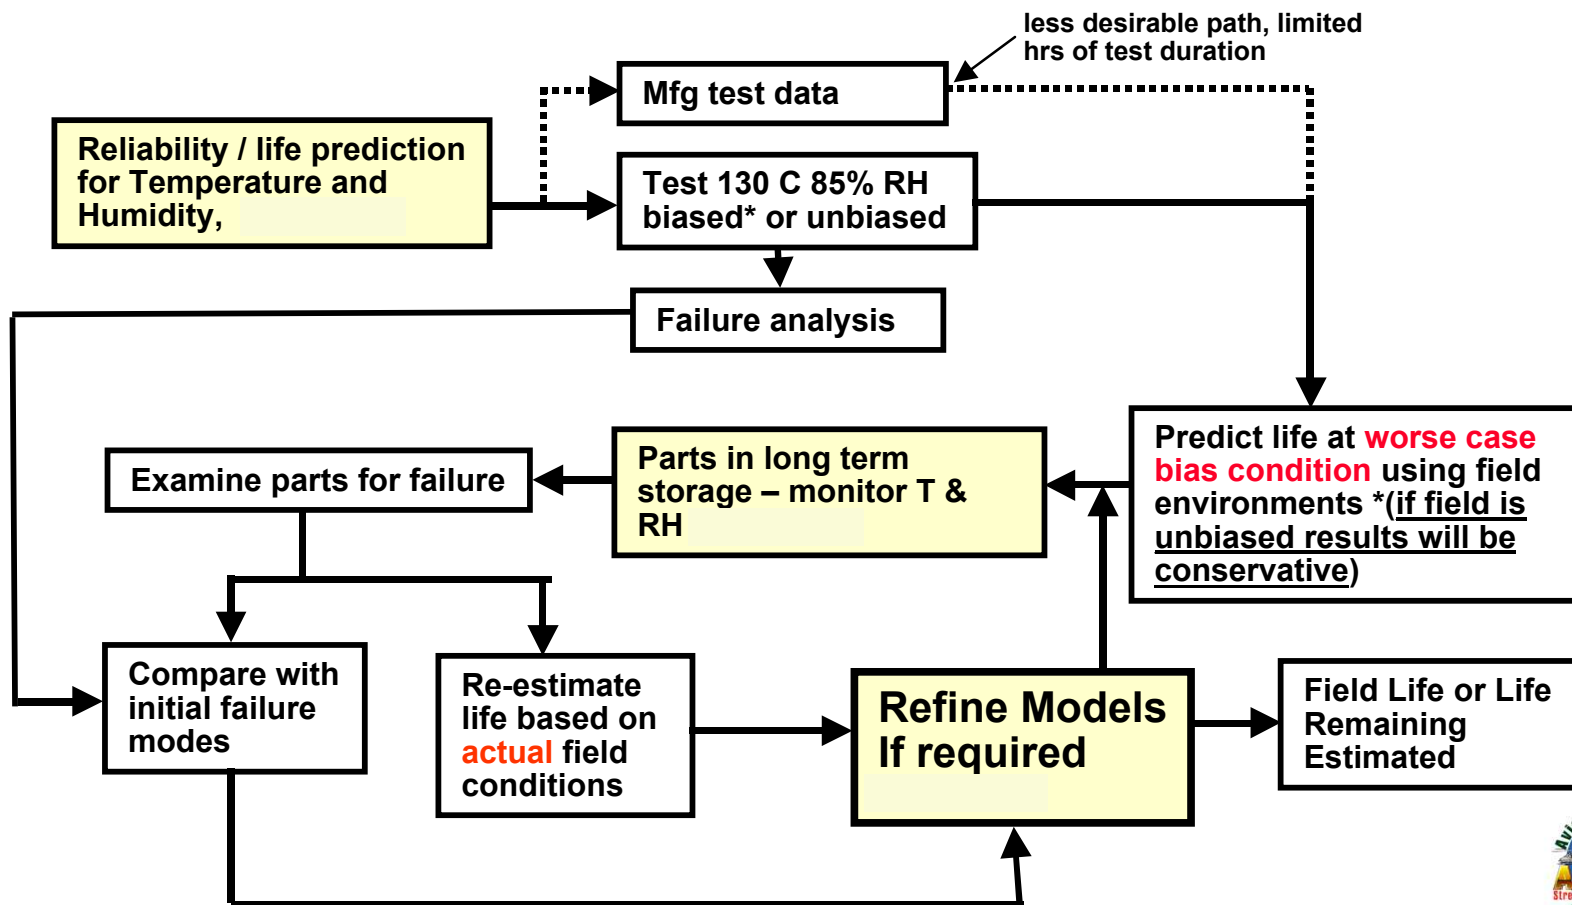 less desirable path, limited
hrs of test duration
Mfg test data
Reliability / life prediction
for Temperature and
Humidity,
Test 130 C 85% RH
biased* or unbiased
Failure analysis
Predict life at worse case
bias condition using field
environments *(if field is
unbiased results will be
conservative)
Parts in long term
storage – monitor T &
RH
Examine parts for failure
Compare with
initial failure
modes
Re-estimate
life based on
actual field
conditions
Refine Models
If required
Field Life or Life
Remaining
Estimated